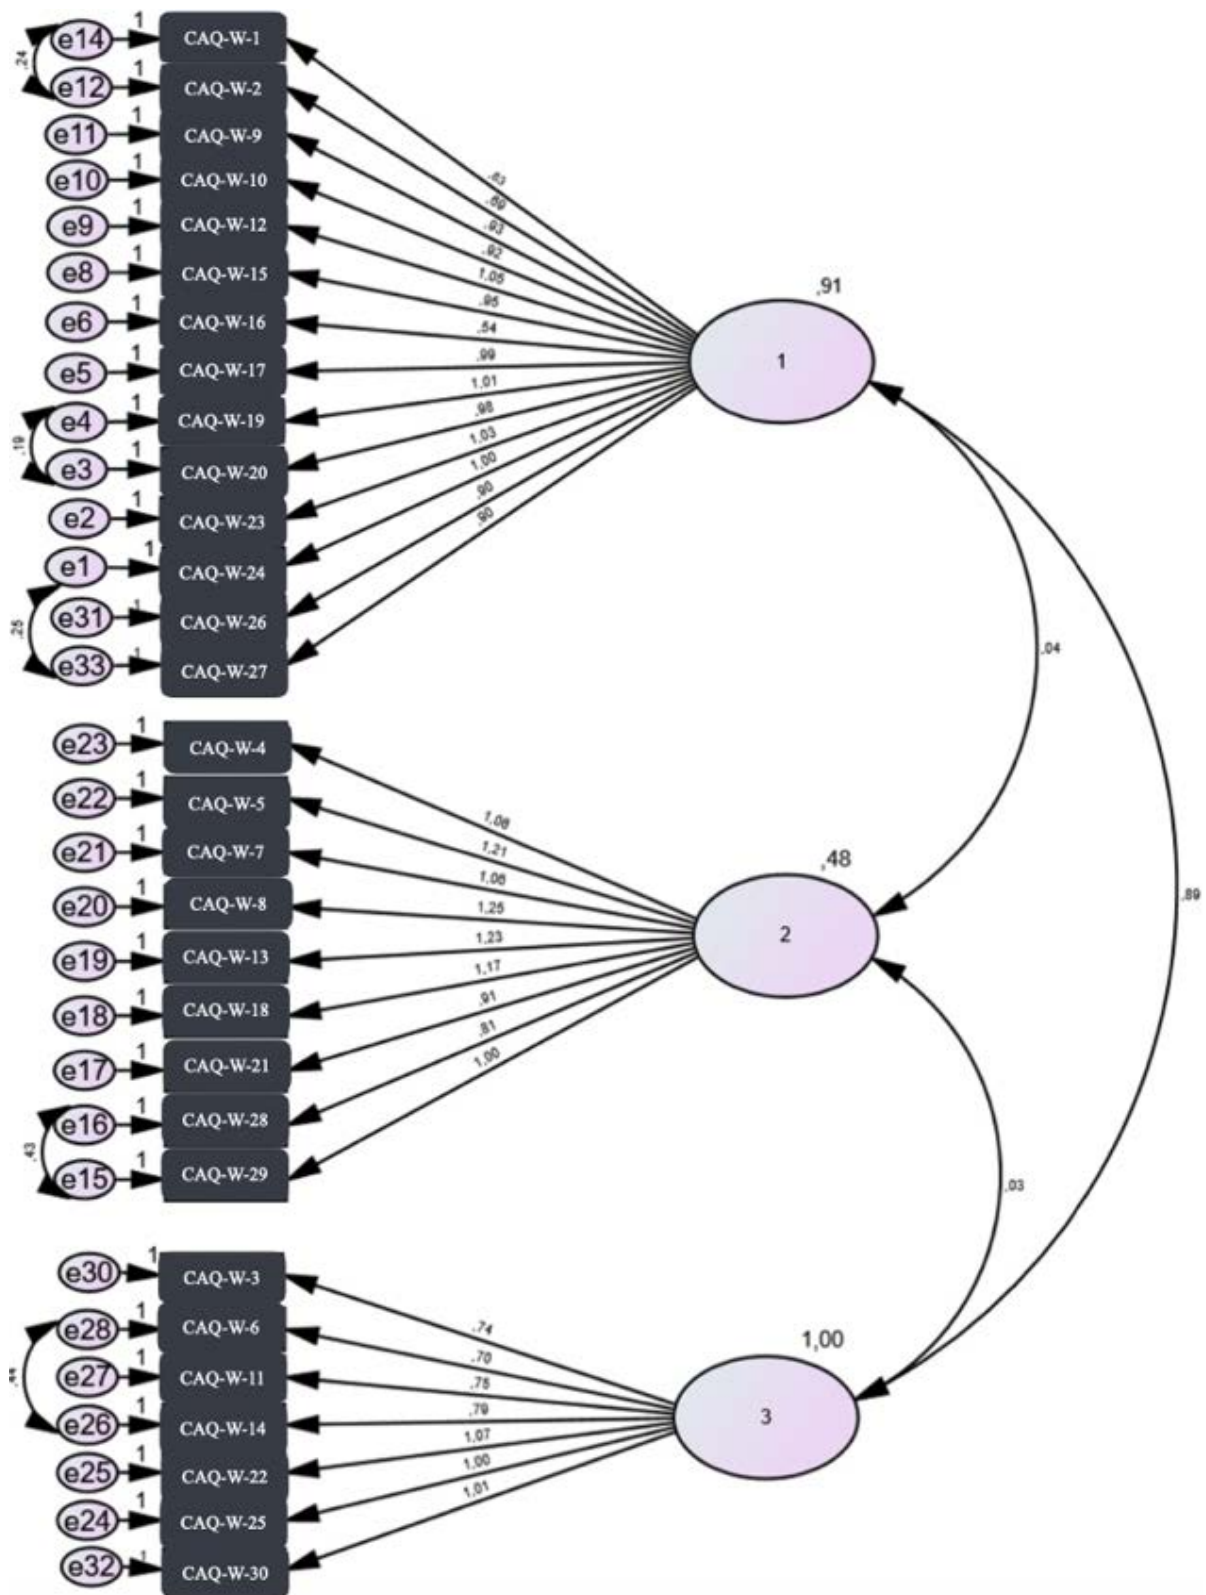 e14 1 CAQ-W-1
,24
e12 1 CAQ-W-2
e11 1 CAQ-W-9
e10 1 CAQ-W-10
e9 1 CAQ-W-12
e8 1 CAQ-W-15
e6 1 CAQ-W-16
e5 1 CAQ-W-17
e4 1 CAQ-W-19
,19
e3 1 CAQ-W-20
e2 1 CAQ-W-23
e1 1 CAQ-W-24
e31 1 CAQ-W-26
,25
e33 1 CAQ-W-27
,63
,69
,93
,92
1,05
,95
,54
,99
1,01
,98
1,03
1,00
,90
,90
,91
1
,04
,89
e23 1 CAQ-W-4
e22 1 CAQ-W-5
e21 1 CAQ-W-7
e20 1 CAQ-W-8
e19 1 CAQ-W-13
e18 1 CAQ-W-18
e17 1 CAQ-W-21
e16 1 CAQ-W-28
,43
e15 1 CAQ-W-29
1,21
1,25
1,23
1,17
,91
,81
1,00
,48
2
,03
e30 1 CAQ-W-3
e28 1 CAQ-W-6
e27 1 CAQ-W-11
,44
e26 1 CAQ-W-14
e25 1 CAQ-W-22
e24 1 CAQ-W-25
e32 1 CAQ-W-30
,74
,70
,75
,79
1,07
1,00
1,01
1,00
3